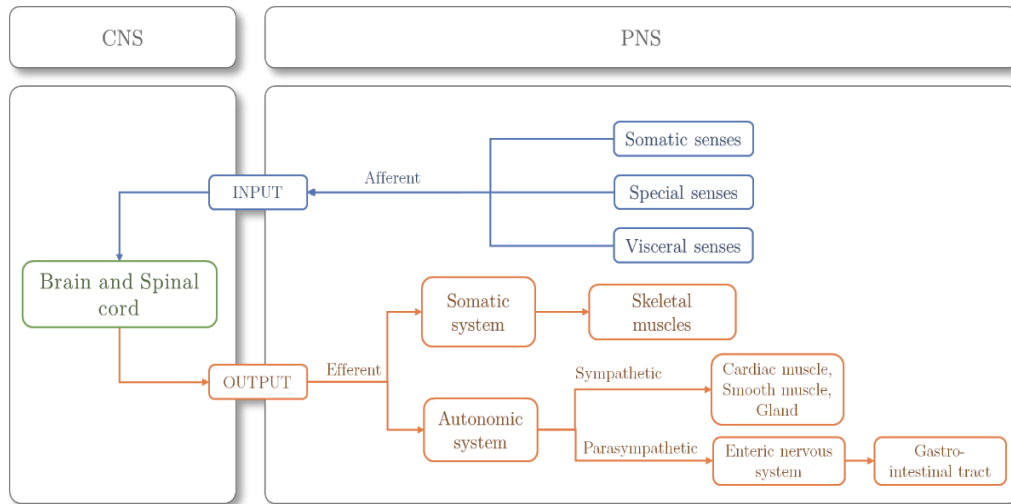 CNS
PNS
Somatic senses
Afferent
INPUT
Special senses
Visceral senses
Brain and Spinal
cord
Somatic
system
Skeletal
muscles
OUTPUT
Efferent
Sympathetic
Cardiac muscle,
Smooth muscle,
Gland
Autonomic
system
Parasympathetic
Enteric nervous
system
Gastro-
intestinal tract